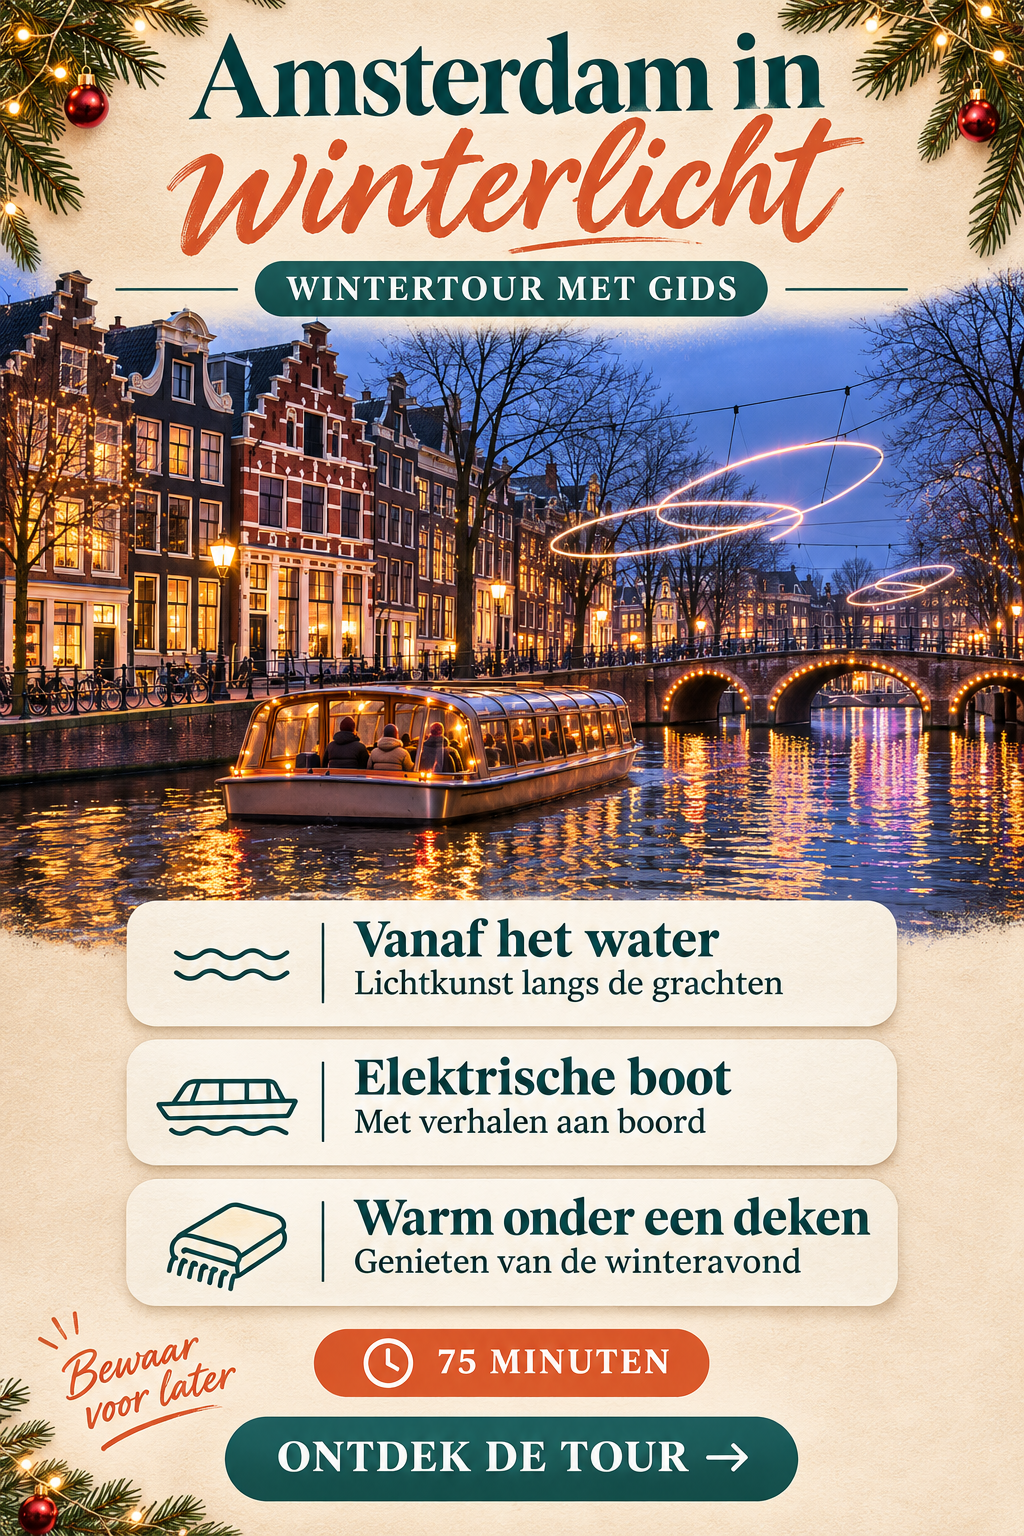 Amsterdam in
Winterlicht
WINTERTOUR MET GIDS
Vanaf het water
Lichtkunst langs de grachten
Elektrische boot
Met verhalen aan boord
Warm onder een deken
Genieten van de winteravond
Bewaar
voor later
75 MINUTEN
ONTDEK DE TOUR →